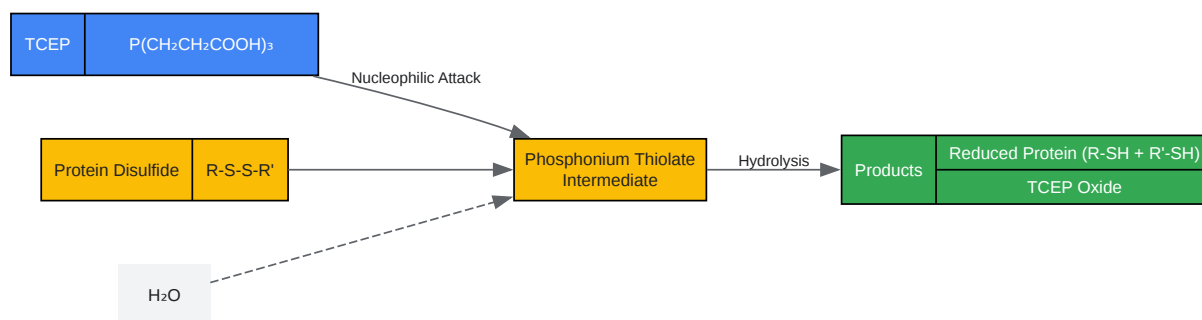 TCEP
P(CH₂CH₂COOH)₃
Nucleophilic Attack
Protein Disulfide
R-S-S-R'
Phosphonium Thiolate
Intermediate
Hydrolysis
Products
Reduced Protein (R-SH + R'-SH)
TCEP Oxide
H₂O